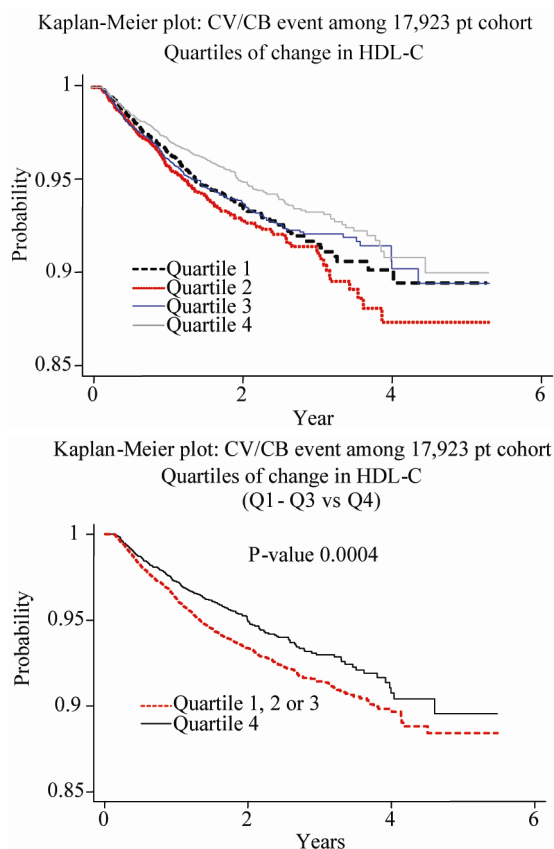 Kaplan-Meier plot: CV/CB event among 17,923 pt cohort
Quartiles of change in HDL-C
1
0.95
0.9
0.85
Probability
Quartile 1
Quartile 2
Quartile 3
Quartile 4
0
2
4
6
Year
Kaplan-Meier plot: CV/CB event among 17,923 pt cohort
Quartiles of change in HDL-C
(Q1- Q3 vs Q4)
P-value 0.0004
1
0.95
0.9
0.85
Probability
Quartile 1, 2 or 3
Quartile 4
0
2
4
6
Years